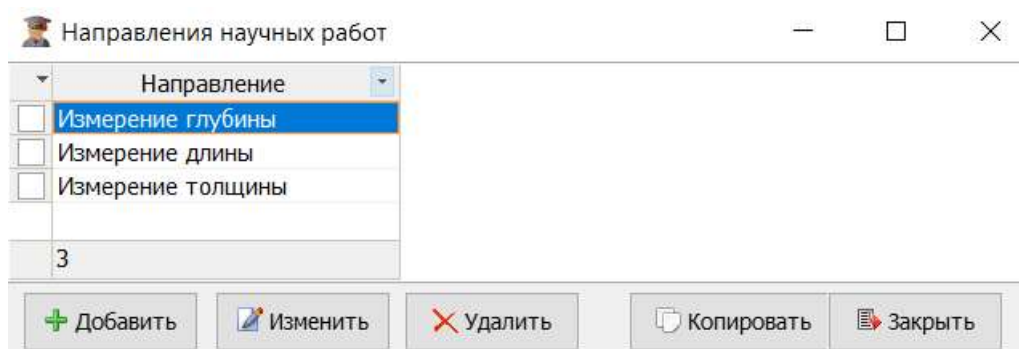 Направления научных работ
Направление
Измерение глубины
Измерение длины
Измерение толщины
3
Добавить Изменить Удалить Копировать Закрыть